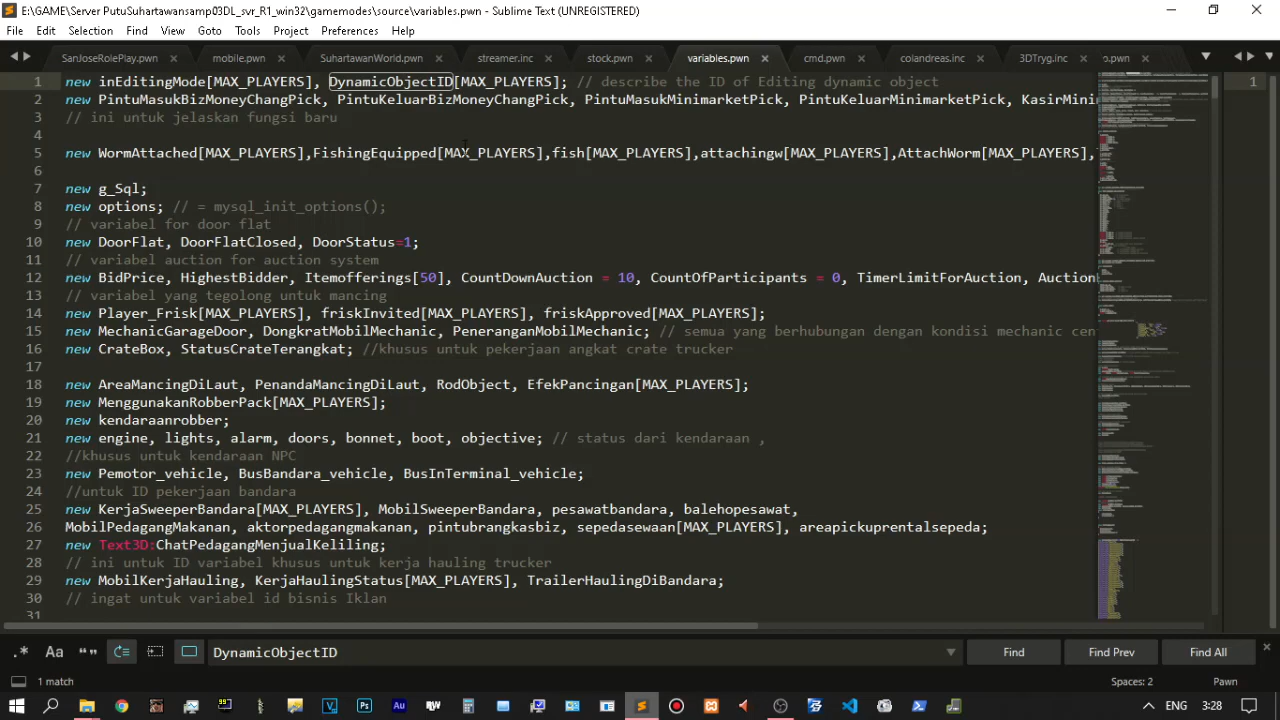 E:\GAME\Server PutuSuhartawansamp03DL_svr_R1_win32\gamemodes\source\variables.pwn - Sublime Text (UNREGISTERED)
File Edit Selection Find View Goto Tools Project Preferences Help
SanJoseRolePlay.pwn mobile.pwn SuhartawanWorld.pwn streamer.inc stock.pwn variables.pwn cmd.pwn colandreas.inc 3DTryg.inc o.pwn
1 new inEditingMode[MAX_PLAYERS], DynamicObjectID[MAX_PLAYERS]; // describe the ID of Editing dynamic object 1
2 new PintuMasukBizMoneyChangPick, PintuKeluarBizMoneyChangPick, PintuMasukMinimarketPick, PintuKeluarMinimarketPick, KasirMini
3 // ini untuk jelaskan fungsi baru
4
5 new WormAttached[MAX_PLAYERS],FishingEquipped[MAX_PLAYERS],fish[MAX_PLAYERS],attachingw[MAX_PLAYERS],AttachWorm[MAX_PLAYERS],
6
7 new g_Sql;
8 new options; // = mysql_init_options();
9 // variabel for door flat
10 new DoorFlat, DoorFlatClosed, DoorStatus=1;
11 // variabel auction for auction system
12 new BidPrice, HighestBidder, Itemofferings[50], CountDownAuction = 10, CountOfParticipants = 0, TimerLimitForAuction, Auction
13 // variabel yang tegolong untuk mancing
14 new Player_Frisk[MAX_PLAYERS], friskInvited[MAX_PLAYERS], friskApproved[MAX_PLAYERS];
15 new MechanicGarageDoor, DongkratMobilMechnic, PeneranganMobilMechanic; // semua yang berhubungan dengan kondisi mechanic cen
16 new CrateBox, StatusCrateTerangkat; //khusus untuk pekerjaan angkat crate trucker
17
18 new AreaMancingDiLaut, PenandaMancingDiLaut, RodObject, EfekPancingan[MAX_PLAYERS];
19 new MenggunakanRobberPack[MAX_PLAYERS];
20 new kendaraanrobber;
21 new engine, lights, alarm, doors, bonnet, boot, objective; // status dari kendaraan ,
22 //khusus untuk kendaraan NPC
23 new Pemotor_vehicle, BusBandara_vehicle, BusInTerminal_vehicle;
24 //untuk ID pekerjaan bandara
25 new KerjaSweeperBandara[MAX_PLAYERS], Mobilsweeperbandara, pesawatbandara, balehopesawat,
26 MobilPedagangMakanan, aktorpedagangmakanan, pintubrangkasbiz, sepedasewaan[MAX_PLAYERS], areapickuprentalsepeda;
27 new Text3D:ChatPedagangMenjualKeliling;
28 // ini untuk ID variabel khusus untuk kerja hauling trucker
29 new MobilKerjaHauling, KerjaHaulingStatus[MAX_PLAYERS], TrailerHaulingDiBandara;
30 // ingat untuk variabel id bisnis Iklan
31
.* Aa DynamicObjectID Find Find Prev Find All
1 match Spaces: 2 Pawn
ENG 3:28